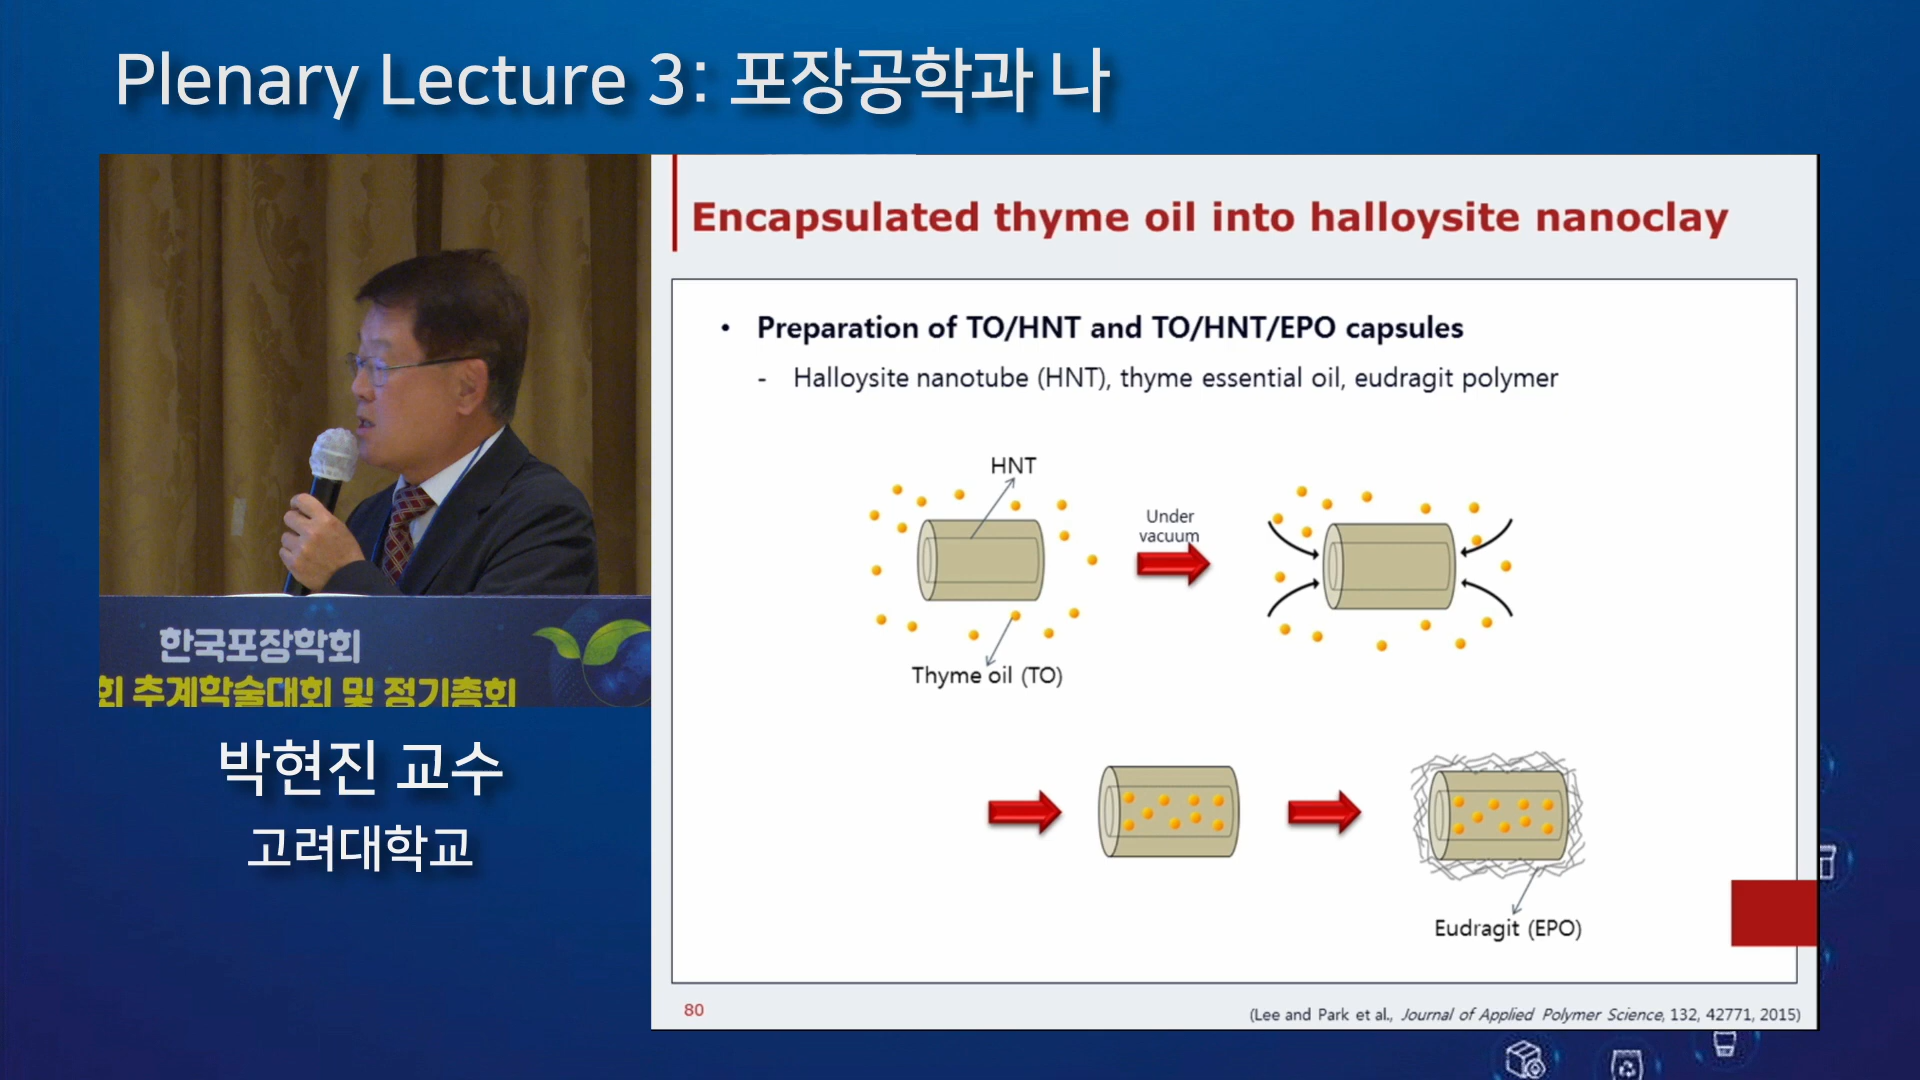 Plenary Lecture 3: 포장공학과 나
Encapsulated thyme oil into halloysite nanoclay
• Preparation of TO/HNT and TO/HNT/EPO capsules
- Halloysite nanotube (HNT), thyme essential oil, eudragit polymer
HNT
Under
vacuum
Thyme oil (TO)
Eudragit (EPO)
80
(Lee and Park et al., Journal of Applied Polymer Science, 132, 42771, 2015)
한국포장학회
회 추계학술대회 및 정기총회
박현진 교수
고려대학교